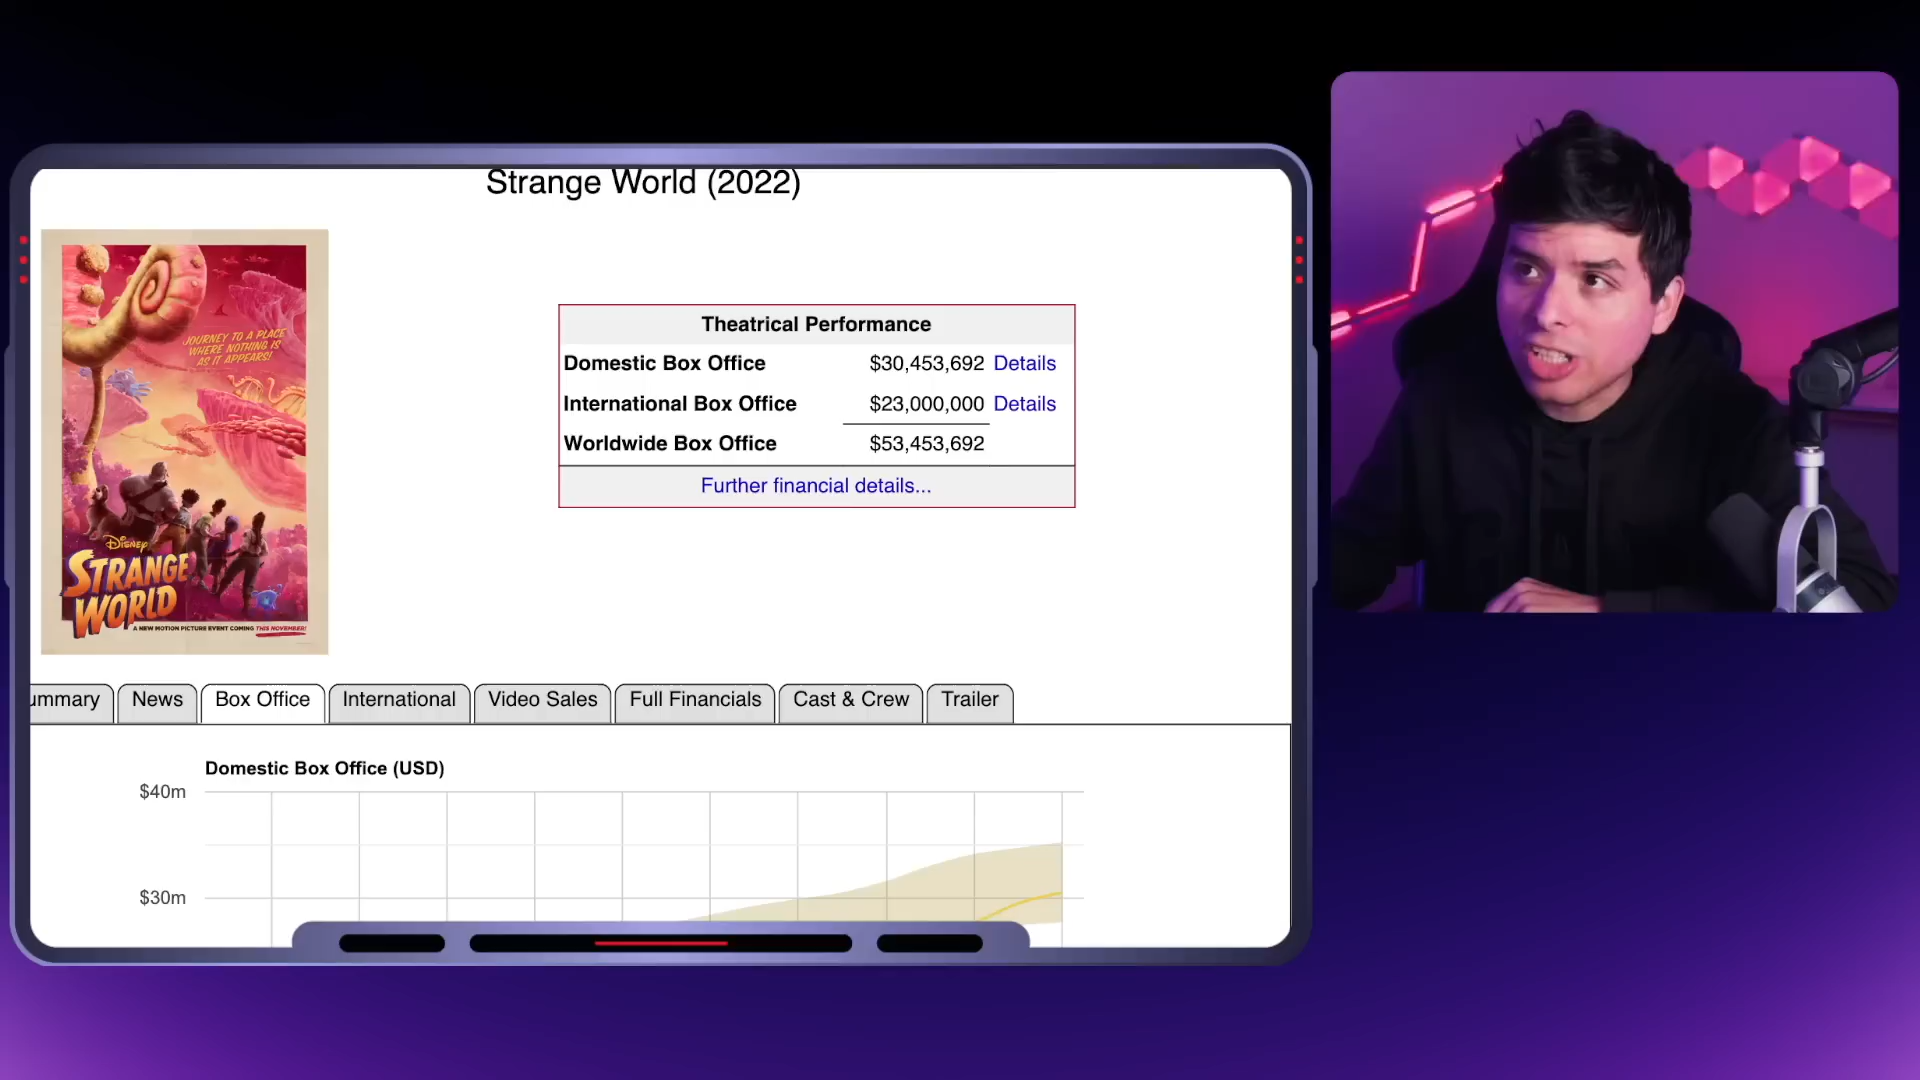 Strange World (2022)
JOURNEY TO A PLACE
WHERE NOTHING IS
AS IT APPEARS!
DISNEY
STRANGE
WORLD
A NEW MOTION PICTURE EVENT COMING THIS NOVEMBER!
Theatrical Performance
Domestic Box Office $30,453,692 Details
International Box Office $23,000,000 Details
Worldwide Box Office $53,453,692
Further financial details...
ummary News Box Office International Video Sales Full Financials Cast & Crew Trailer
Domestic Box Office (USD)
$40m
$30m